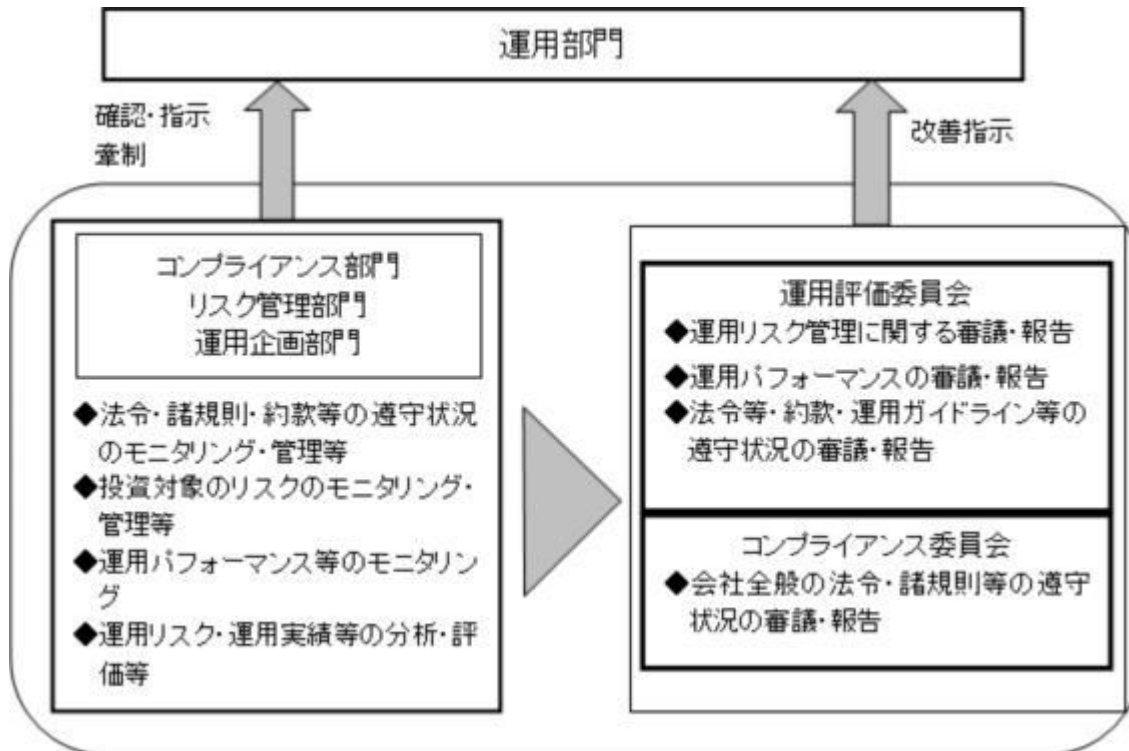 運用部門
確認・指示
牽制
改善指示
コンプライアンス部門
リスク管理部門
運用企画部門
◆法令・諸規則・約款等の遵守状況
のモニタリング・管理等
◆投資対象のリスクのモニタリング・
管理等
◆運用パフォーマンス等のモニタリン
グ
◆運用リスク・運用実績等の分析・評
価等
運用評価委員会
◆運用リスク管理に関する審議・報告
◆運用パフォーマンスの審議・報告
◆法令等・約款・運用ガイドライン等の
遵守状況の審議・報告
コンプライアンス委員会
◆会社全般の法令・諸規則等の遵守
状況の審議・報告